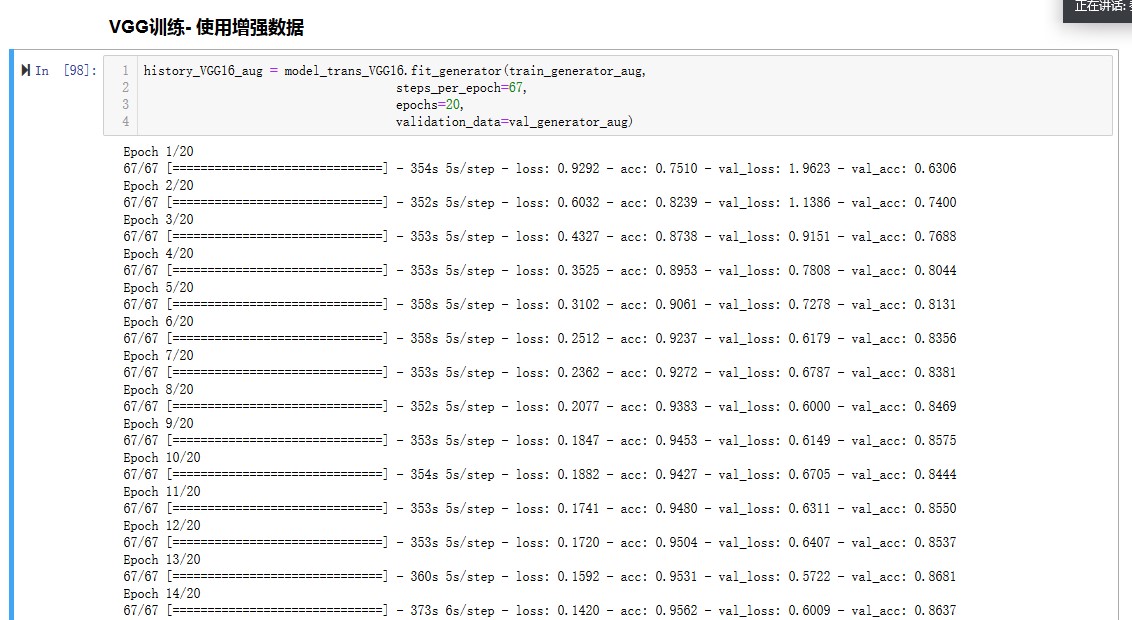 正在讲话:
VGG训练- 使用增强数据
In [98]:
1 history_VGG16_aug = model_trans_VGG16.fit_generator(train_generator_aug,
2 steps_per_epoch=67,
3 epochs=20,
4 validation_data=val_generator_aug)
Epoch 1/20
67/67 [==============================] - 354s 5s/step - loss: 0.9292 - acc: 0.7510 - val_loss: 1.9623 - val_acc: 0.6306
Epoch 2/20
67/67 [==============================] - 352s 5s/step - loss: 0.6032 - acc: 0.8239 - val_loss: 1.1386 - val_acc: 0.7400
Epoch 3/20
67/67 [==============================] - 353s 5s/step - loss: 0.4327 - acc: 0.8738 - val_loss: 0.9151 - val_acc: 0.7688
Epoch 4/20
67/67 [==============================] - 353s 5s/step - loss: 0.3525 - acc: 0.8953 - val_loss: 0.7808 - val_acc: 0.8044
Epoch 5/20
67/67 [==============================] - 358s 5s/step - loss: 0.3102 - acc: 0.9061 - val_loss: 0.7278 - val_acc: 0.8131
Epoch 6/20
67/67 [==============================] - 358s 5s/step - loss: 0.2512 - acc: 0.9237 - val_loss: 0.6179 - val_acc: 0.8356
Epoch 7/20
67/67 [==============================] - 353s 5s/step - loss: 0.2362 - acc: 0.9272 - val_loss: 0.6787 - val_acc: 0.8381
Epoch 8/20
67/67 [==============================] - 352s 5s/step - loss: 0.2077 - acc: 0.9383 - val_loss: 0.6000 - val_acc: 0.8469
Epoch 9/20
67/67 [==============================] - 353s 5s/step - loss: 0.1847 - acc: 0.9453 - val_loss: 0.6149 - val_acc: 0.8575
Epoch 10/20
67/67 [==============================] - 354s 5s/step - loss: 0.1882 - acc: 0.9427 - val_loss: 0.6705 - val_acc: 0.8444
Epoch 11/20
67/67 [==============================] - 353s 5s/step - loss: 0.1741 - acc: 0.9480 - val_loss: 0.6311 - val_acc: 0.8550
Epoch 12/20
67/67 [==============================] - 353s 5s/step - loss: 0.1720 - acc: 0.9504 - val_loss: 0.6407 - val_acc: 0.8537
Epoch 13/20
67/67 [==============================] - 360s 5s/step - loss: 0.1592 - acc: 0.9531 - val_loss: 0.5722 - val_acc: 0.8681
Epoch 14/20
67/67 [==============================] - 373s 6s/step - loss: 0.1420 - acc: 0.9562 - val_loss: 0.6009 - val_acc: 0.8637